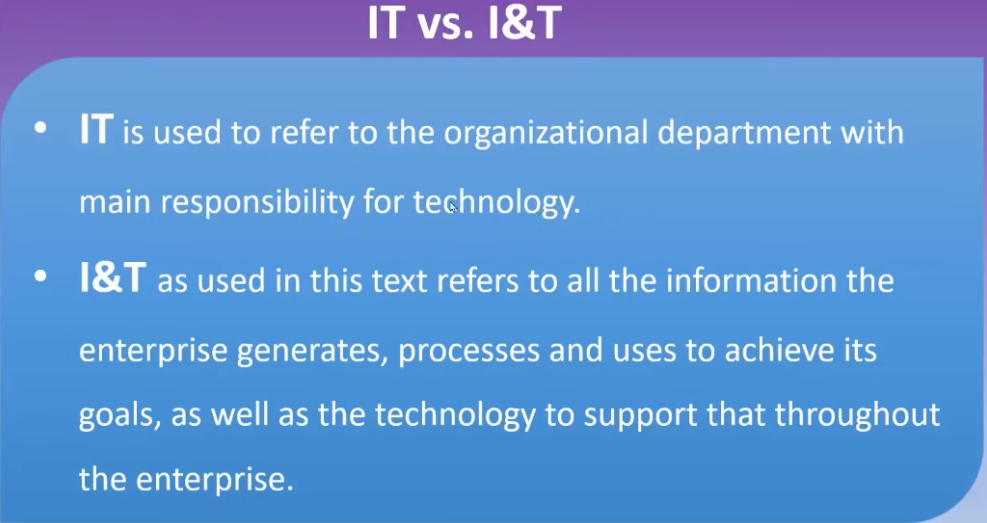 IT vs. I&T
• IT is used to refer to the organizational department with
main responsibility for technology.
• I&T as used in this text refers to all the information the
enterprise generates, processes and uses to achieve its
goals, as well as the technology to support that throughout
the enterprise.